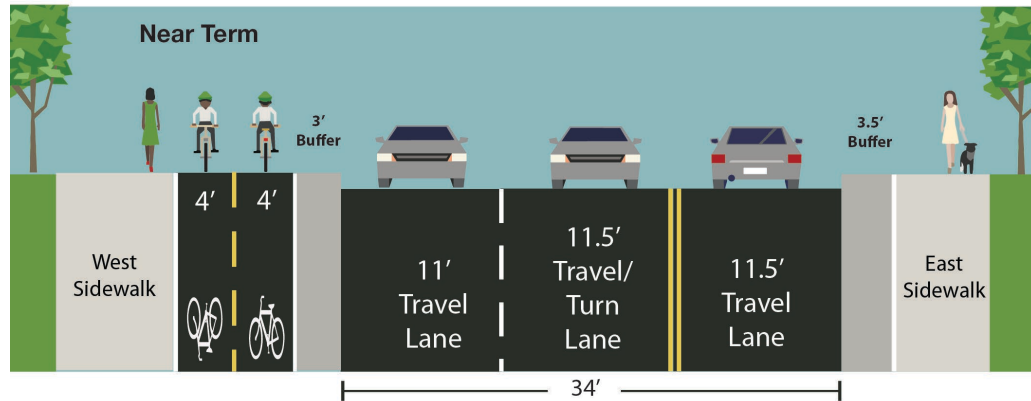 Near Term
3’
Buffer
3.5’
Buffer
4’
4’
West
Sidewalk
11’
Travel
Lane
11.5’
Travel/
Turn
Lane
11.5’
Travel
Lane
East
Sidewalk
34’